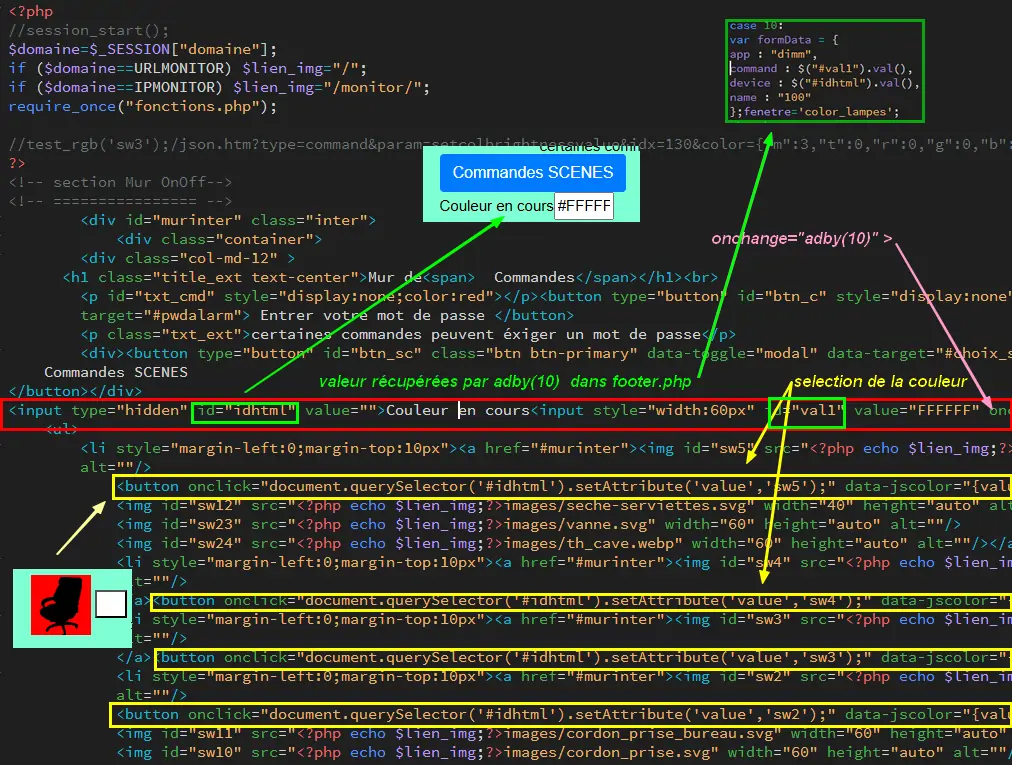 <?php
//session_start();
$domaine=$_SESSION["domaine"];
if ($domaine==URLMONITOR) $lien_img="/";
if ($domaine==IPMONITOR) $lien_img="/monitor/";
require_once("fonctions.php");
case 10:
var formData = {
app : "dimm",
command : $("#val1").val(),
device : $("#idhtml").val(),
name : "100"
};fenetre='color_lampes';
//test_rgb('sw3');/json.htm?type=command&param=setcolbrightnessvalue&idx=130&color={"m":3,"t":0,"r":0,"g":0,"b":
?>
certaines com
Commandes SCENES
Couleur en cours #FFFFF
<!-- section Mur OnOff-->
<!-- ================ -->
<div id="murinter" class="inter">
<div class="container">
onchange="adby(10)" >
<div class="col-md-12" >
<h1 class="title_ext text-center">Mur de<span>  Commandes</span></h1><br>
<p id="txt_cmd" style="display:none;color:red"></p><button type="button" id="btn_c" style="display:none"
target="#pwdalarm"> Entrer votre mot de passe </button>
<p class="txt_ext">certaines commandes peuvent éxiger un mot de passe</p>
<div><button type="button" id="btn_sc" class="btn btn-primary" data-toggle="modal" data-target="#choix_s
Commandes SCENES
valeur récupérées par adby(10)  dans footer.php
selection de la couleur
</button></div>
<input type="hidden" id="idhtml" value="">Couleur en cours<input style="width:60px" id="val1" value="FFFFFF" on
<ul>
<li style="margin-left:0;margin-top:10px"><a href="#murinter"><img id="sw5" src="<?php echo $lien_img;?>
alt=""/>
<button onclick="document.querySelector('#idhtml').setAttribute('value','sw5');" data-jscolor="{valu
<img id="sw12" src="<?php echo $lien_img;?>images/seche-serviettes.svg" width="40" height="auto" alt
<img id="sw23" src="<?php echo $lien_img;?>images/vanne.svg" width="60" height="auto" alt=""/>
<img id="sw24" src="<?php echo $lien_img;?>images/th_cave.webp" width="60" height="auto" alt=""/></a
<li style="margin-left:0;margin-top:10px"><a href="#murinter"><img id="sw4" src="<?php echo $lien_img;?>
lt=""/>
a><button onclick="document.querySelector('#idhtml').setAttribute('value','sw4');" data-jscolor="{
i style="margin-left:0;margin-top:10px"><a href="#murinter"><img id="sw3" src="<?php echo $lien_im
t=""/>
</a><button onclick="document.querySelector('#idhtml').setAttribute('value','sw3');" data-jscolor="{
<li style="margin-left:0;margin-top:10px"><a href="#murinter"><img id="sw2" src="<?php echo $lien_im
alt=""/>
<button onclick="document.querySelector('#idhtml').setAttribute('value','sw2');" data-jscolor="{valu
<img id="sw11" src="<?php echo $lien_img;?>images/cordon_prise_bureau.svg" width="60" height="auto"
<img id="sw10" src="<?php echo $lien_img;?>images/cordon_prise.svg" width="60" height="auto" alt=""/